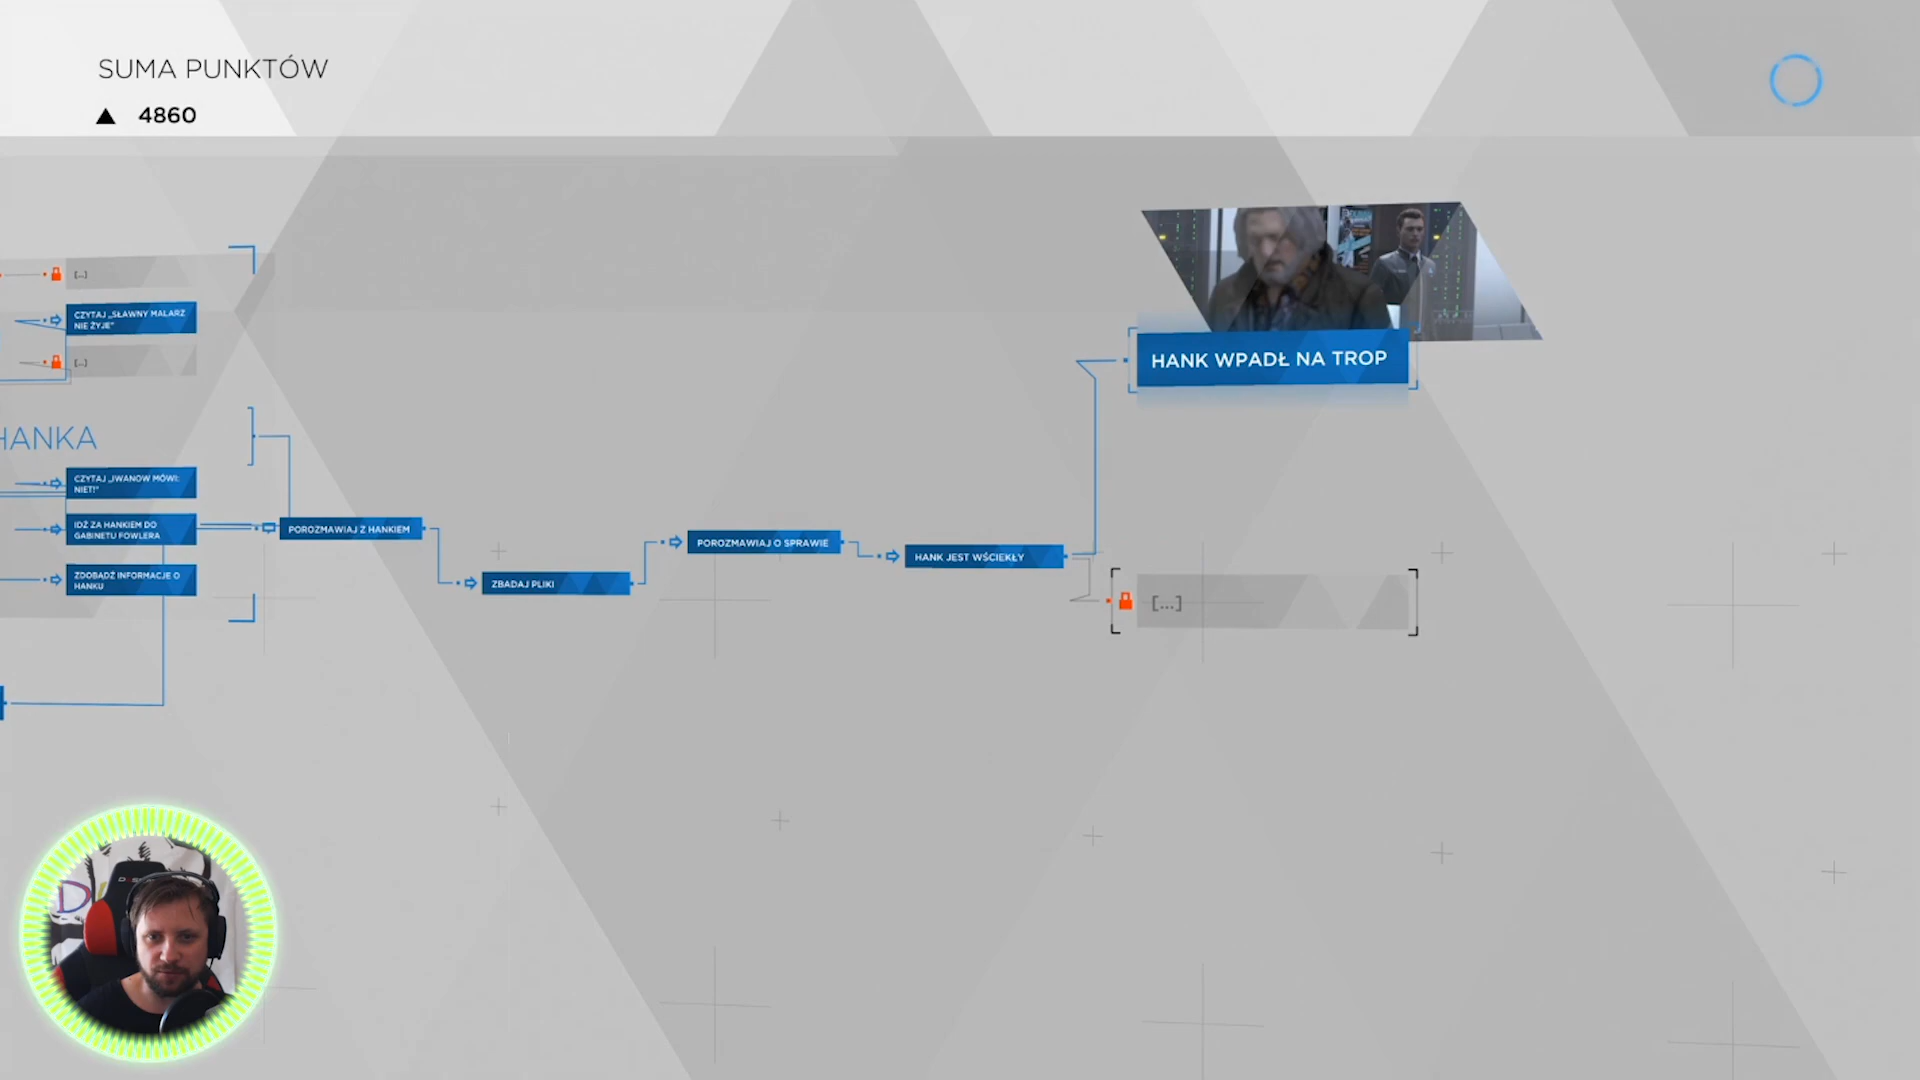 SUMA PUNKTÓW
▲ 4860
[...]
CZYTAJ „SŁAWNY MALARZ
NIE ŻYJE”
[...]
HANKA
CZYTAJ „IWANOW MÓWI:
NIET!”
IDŹ ZA HANKIEM DO
GABINETU FOWLERA
ZDOBĄDŹ INFORMACJE O
HANKU
POROZMAWIAJ Z HANKIEM
ZBADAJ PLIKI
POROZMAWIAJ O SPRAWIE
HANK JEST WŚCIEKŁY
HANK WPADŁ NA TROP
[...]